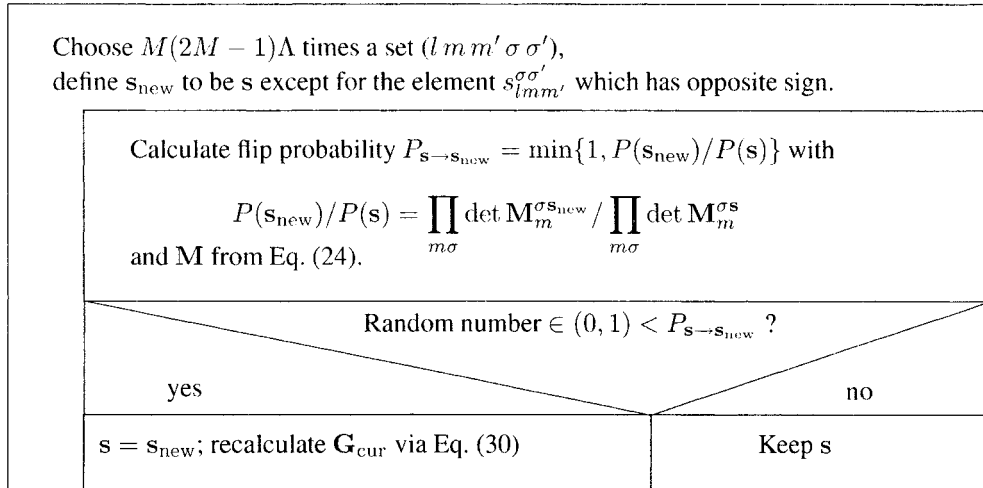 Choose M(2M − 1)Λ times a set (l m m′ σ σ′),
define s_new to be s except for the element s^{σσ′}_{lmm′} which has opposite sign.
Calculate flip probability P_{s→s_new} = min{1, P(s_new)/P(s)} with
P(s_new)/P(s) = ∏_{mσ} det M_m^{σs_new} / ∏_{mσ} det M_m^{σs}
and M from Eq. (24).
Random number ∈ (0, 1) < P_{s→s_new} ?
yes
no
s = s_new; recalculate G_cur via Eq. (30)
Keep s